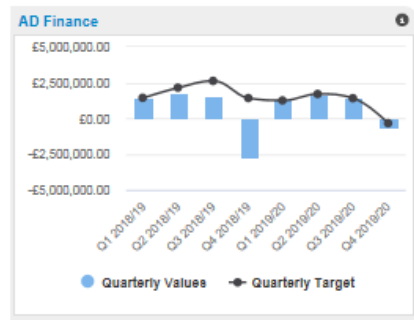 AD Finance
£5,000,000.00
£2,500,000.00
£0.00
-£2,500,000.00
-£5,000,000.00
Q1 2018/19
Q2 2018/19
Q3 2018/19
Q4 2018/19
Q1 2019/20
Q2 2019/20
Q3 2019/20
Q4 2019/20
Quarterly Values Quarterly Target